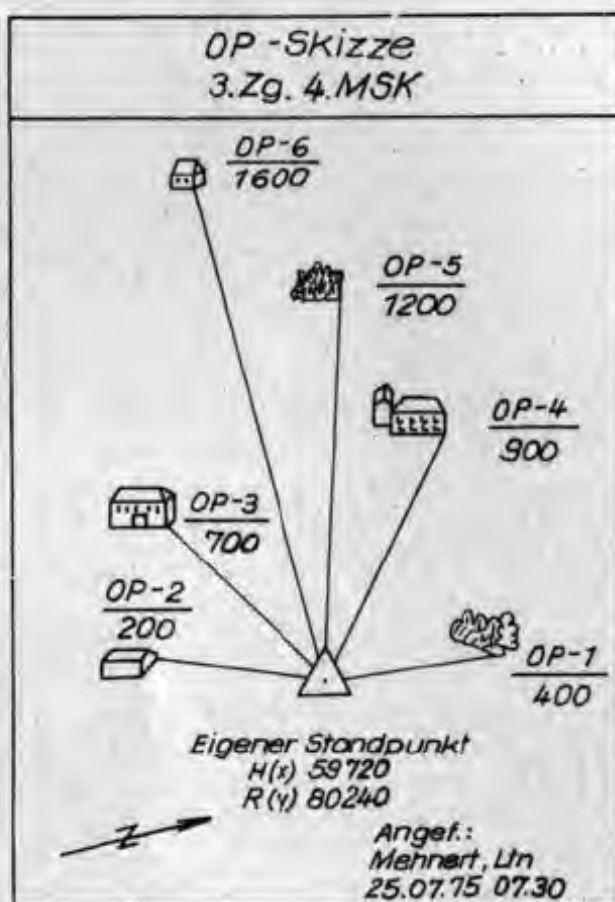 OP-Skizze
3.Zg. 4.MSK
OP-6
1600
OP-5
1200
OP-4
900
OP-3
700
OP-2
200
OP-1
400
Eigener Standpunkt
H(x) 59720
R(y) 80240
N
Angef.:
Mehnert, Ltn
25.07.75 07.30